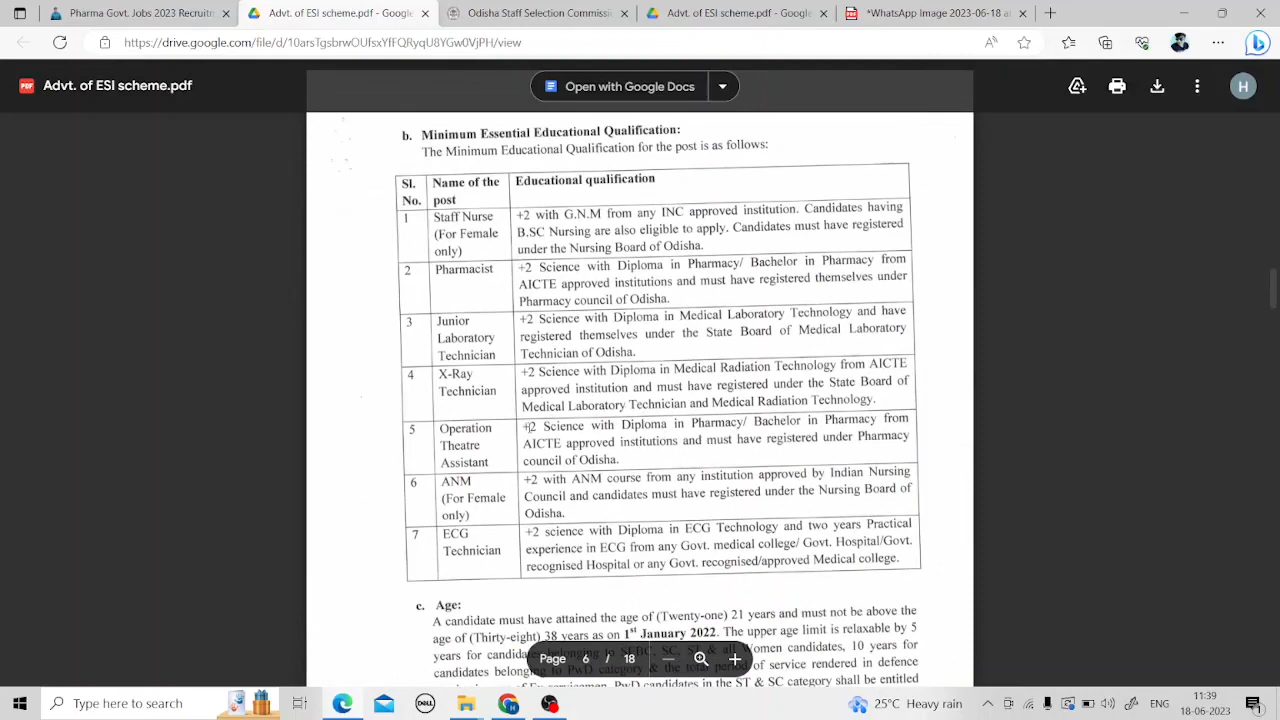 Pharma Govt. Jobs 2023 Recruitm
Advt. of ESI scheme.pdf - Google
Odisha Staff Selection Commissio
Advt. of ESI scheme.pdf - Google
*WhatsApp Image 2023-06-18 a
https://drive.google.com/file/d/10arsTgsbrwOUfsxYfFQRyqU8YGw0VjPH/view
PDF
Advt. of ESI scheme.pdf
Open with Google Docs
H
b. Minimum Essential Educational Qualification:
The Minimum Educational Qualification for the post is as follows:
Sl. No.
Name of the post
Educational qualification
1
Staff Nurse
(For Female
only)
+2 with G.N.M from any INC approved institution. Candidates having
B.SC Nursing are also eligible to apply. Candidates must have registered
under the Nursing Board of Odisha.
2
Pharmacist
+2 Science with Diploma in Pharmacy/ Bachelor in Pharmacy from
AICTE approved institutions and must have registered themselves under
Pharmacy council of Odisha.
3
Junior
Laboratory
Technician
+2 Science with Diploma in Medical Laboratory Technology and have
registered themselves under the State Board of Medical Laboratory
Technician of Odisha.
4
X-Ray
Technician
+2 Science with Diploma in Medical Radiation Technology from AICTE
approved institution and must have registered under the State Board of
Medical Laboratory Technician and Medical Radiation Technology.
5
Operation
Theatre
Assistant
+2 Science with Diploma in Pharmacy/ Bachelor in Pharmacy from
AICTE approved institutions and must have registered under Pharmacy
council of Odisha.
6
ANM
(For Female
only)
+2 with ANM course from any institution approved by Indian Nursing
Council and candidates must have registered under the Nursing Board of
Odisha.
7
ECG
Technician
+2 science with Diploma in ECG Technology and two years Practical
experience in ECG from any Govt. medical college/ Govt. Hospital/Govt.
recognised Hospital or any Govt. recognised/approved Medical college.
c. Age:
A candidate must have attained the age of (Twenty-one) 21 years and must not be above the
age of (Thirty-eight) 38 years as on 1st January 2022. The upper age limit is relaxable by 5
years for candidates belonging to SEBC, SC, ST & all Women candidates, 10 years for
candidates belonging to PwD category & the total period of service rendered in defence
PwD candidates in the ST & SC category shall be entitled
Page 6 / 18
Type here to search
DELL
25°C Heavy rain
ENG
11:39
18-06-2023
1